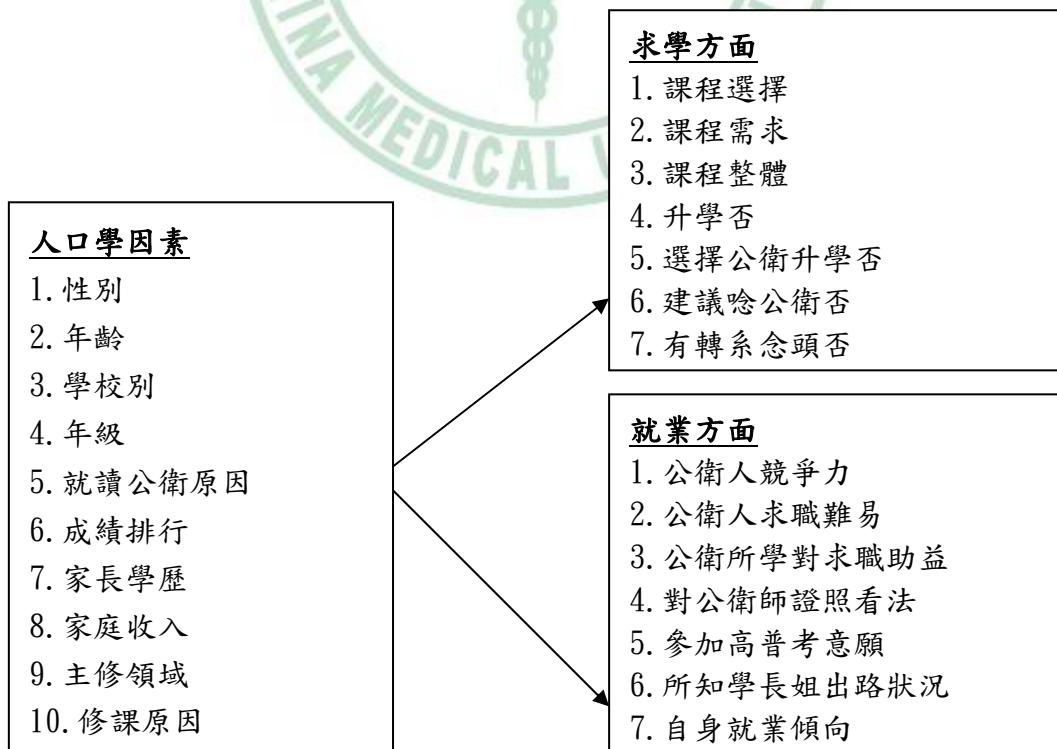 INA MEDICAL U
求學方面
1.課程選擇
2.課程需求
3.課程整體
4.升學否
5.選擇公衛升學否
6.建議唸公衛否
7.有轉系念頭否
人口學因素
1.性別
2.年齡
3.學校別
4.年級
5.就讀公衛原因
6.成績排行
7.家長學歷
8.家庭收入
9.主修領域
10.修課原因
就業方面
1.公衛人競爭力
2.公衛人求職難易
3.公衛所學對求職助益
4.對公衛師證照看法
5.參加高普考意願
6.所知學長姐出路狀況
7.自身就業傾向